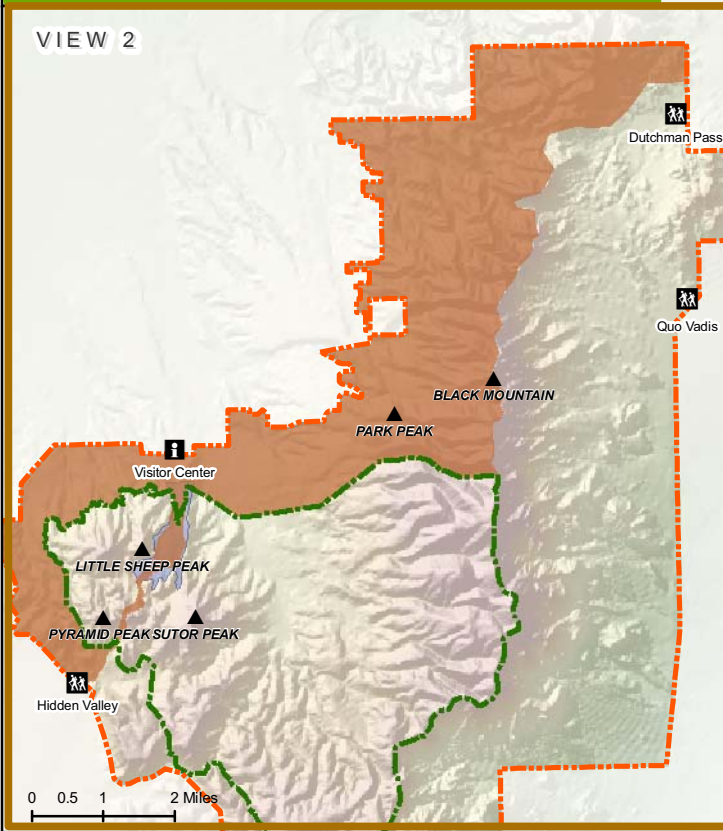 VIEW 2
Dutchman Pass
Quo Vadis
BLACK MOUNTAIN
PARK PEAK
Visitor Center
LITTLE SHEEP PEAK
PYRAMID PEAK SUTOR PEAK
Hidden Valley
0 0.5 1 2 Miles